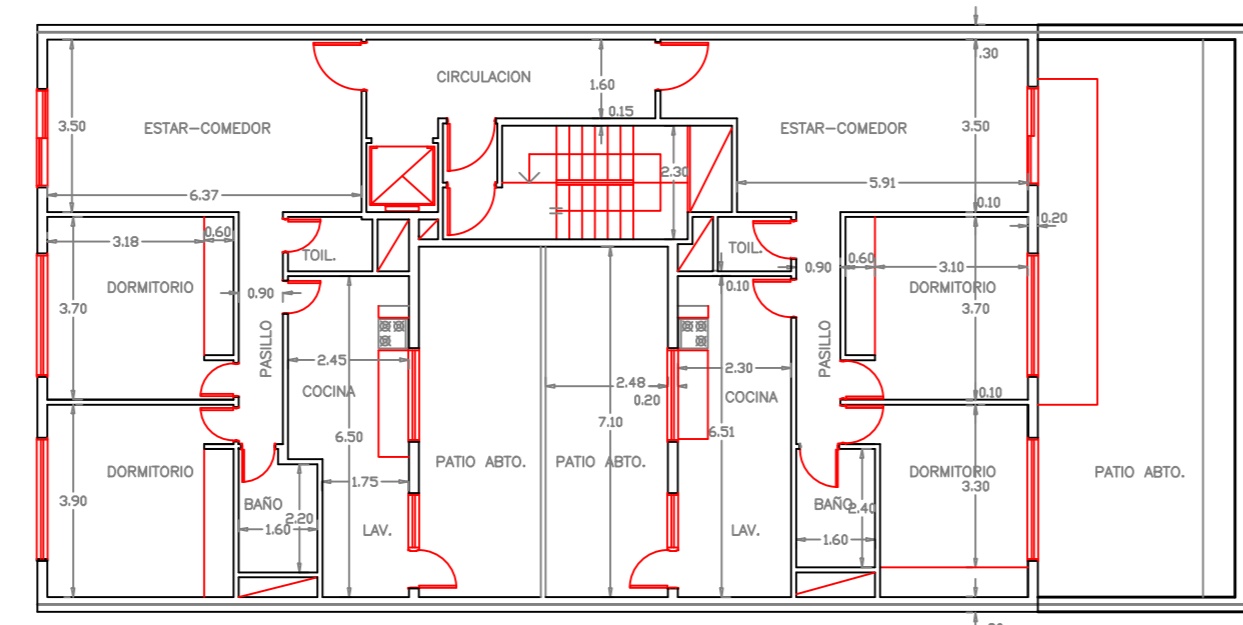 .30
CIRCULACION
1.60
0.15
ESTAR-COMEDOR
3.50
ESTAR-COMEDOR
3.50
2.30
6.37
5.91
0.10
0.20
3.18
0.60
TOIL.
TOIL.
0.90
0.60
3.10
DORMITORIO
0.90
0.10
DORMITORIO
3.70
PASILLO
PASILLO
3.70
2.45
2.48
2.30
COCINA
0.20
COCINA
0.10
7.10
6.50
6.51
DORMITORIO
PATIO ABTO.
PATIO ABTO.
DORMITORIO
PATIO ABTO.
1.75
3.30
3.90
BAÑO
BAÑO
2.40
2.20
1.60
LAV.
LAV.
1.60